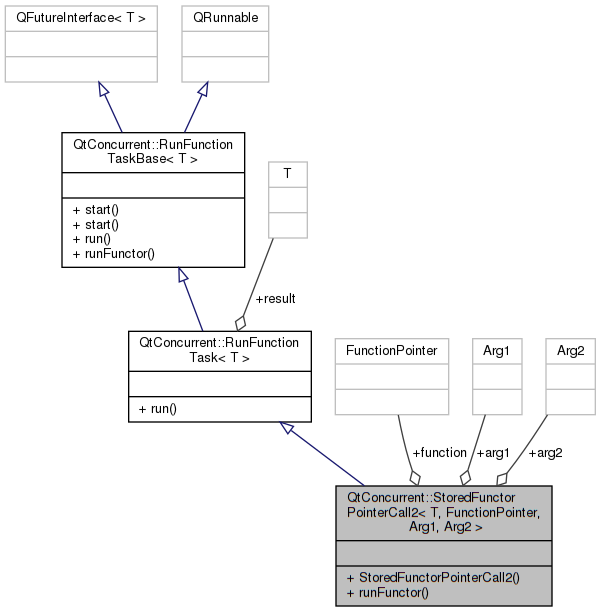 QFutureInterface< T >
QRunnable
QtConcurrent::RunFunction
TaskBase< T >
+ start()
+ start()
+ run()
+ runFunctor()
T
+result
QtConcurrent::RunFunction
Task< T >
+ run()
FunctionPointer
Arg1
Arg2
+function
+arg1
+arg2
QtConcurrent::StoredFunctor
PointerCall2< T, FunctionPointer,
Arg1, Arg2 >
+ StoredFunctorPointerCall2()
+ runFunctor()